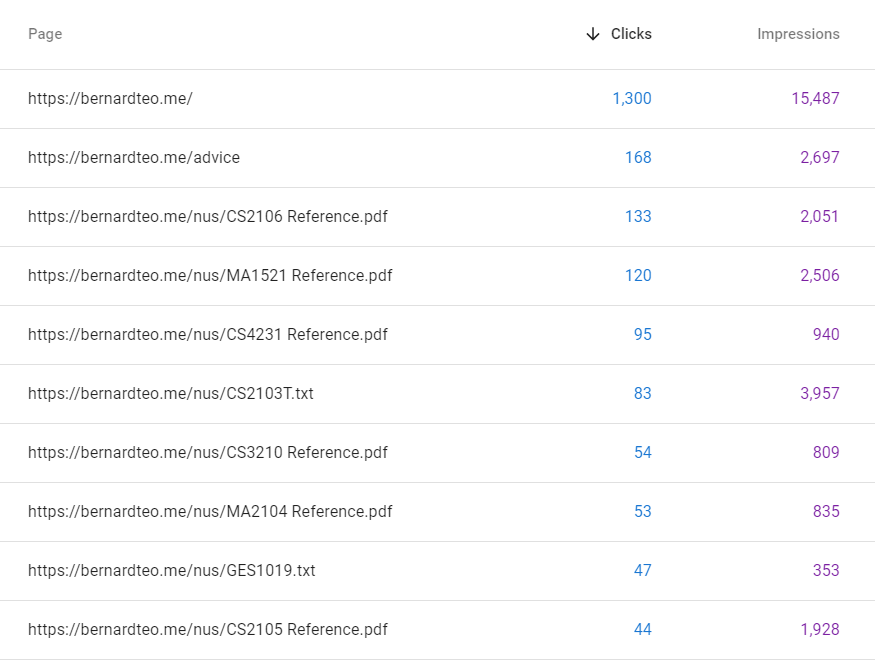 Page ↓ Clicks Impressions
https://bernardteo.me/ 1,300 15,487
https://bernardteo.me/advice 168 2,697
https://bernardteo.me/nus/CS2106 Reference.pdf 133 2,051
https://bernardteo.me/nus/MA1521 Reference.pdf 120 2,506
https://bernardteo.me/nus/CS4231 Reference.pdf 95 940
https://bernardteo.me/nus/CS2103T.txt 83 3,957
https://bernardteo.me/nus/CS3210 Reference.pdf 54 809
https://bernardteo.me/nus/MA2104 Reference.pdf 53 835
https://bernardteo.me/nus/GES1019.txt 47 353
https://bernardteo.me/nus/CS2105 Reference.pdf 44 1,928